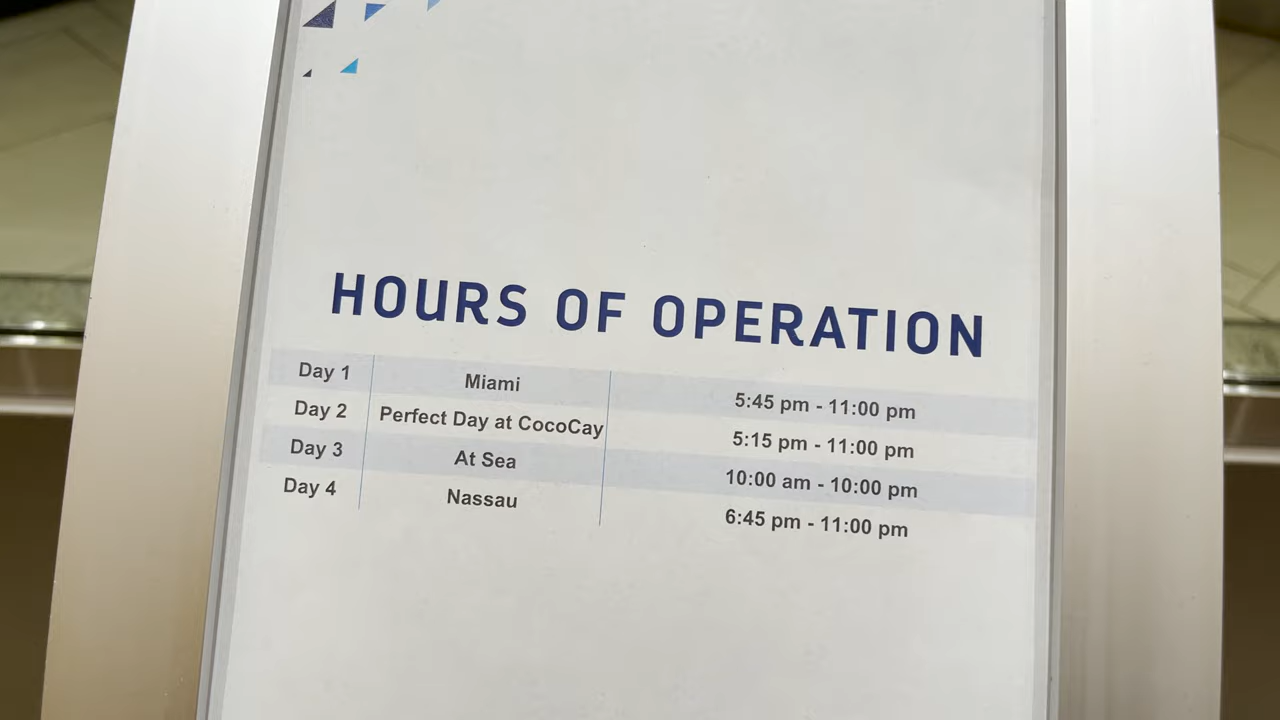 HOURS OF OPERATION
Day 1 Miami 5:45 pm - 11:00 pm
Day 2 Perfect Day at CocoCay 5:15 pm - 11:00 pm
Day 3 At Sea 10:00 am - 10:00 pm
Day 4 Nassau 6:45 pm - 11:00 pm